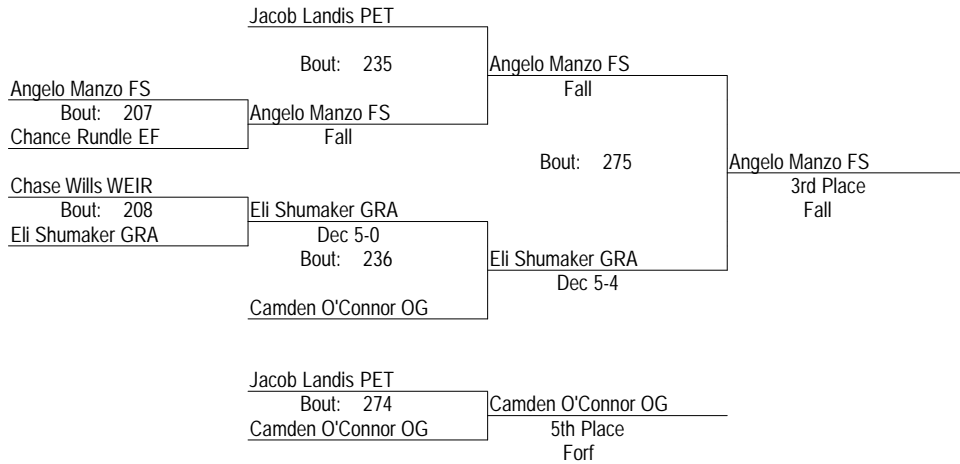 Jacob Landis PET
Bout: 235
Angelo Manzo FS
Fall
Angelo Manzo FS
Bout: 207
Chance Rundle EF
Angelo Manzo FS
Fall
Bout: 275
Angelo Manzo FS
3rd Place
Fall
Chase Wills WEIR
Bout: 208
Eli Shumaker GRA
Eli Shumaker GRA
Dec 5-0
Bout: 236
Eli Shumaker GRA
Dec 5-4
Camden O'Connor OG
Jacob Landis PET
Bout: 274
Camden O'Connor OG
Camden O'Connor OG
5th Place
Forf